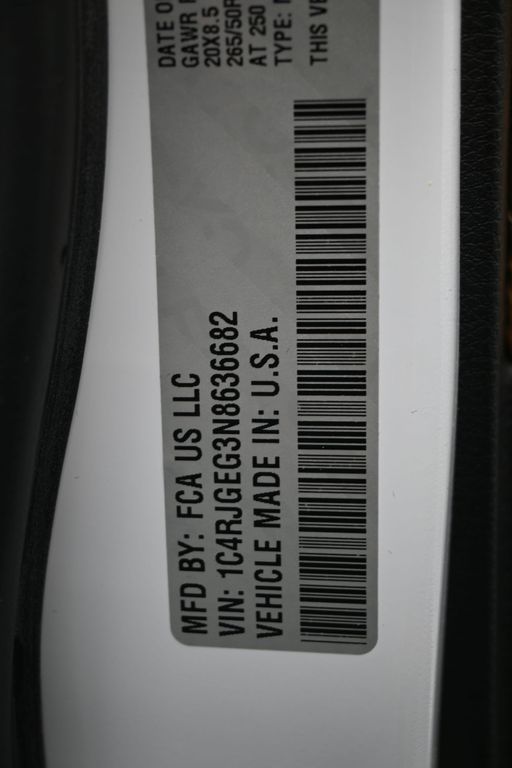 MFD BY: FCA US LLC
VIN: 1C4RJGEG3N8636682
VEHICLE MADE IN: U.S.A.
DATE O
GAWR
20X8.5
265/50R
AT 250
TYPE:
THIS VE